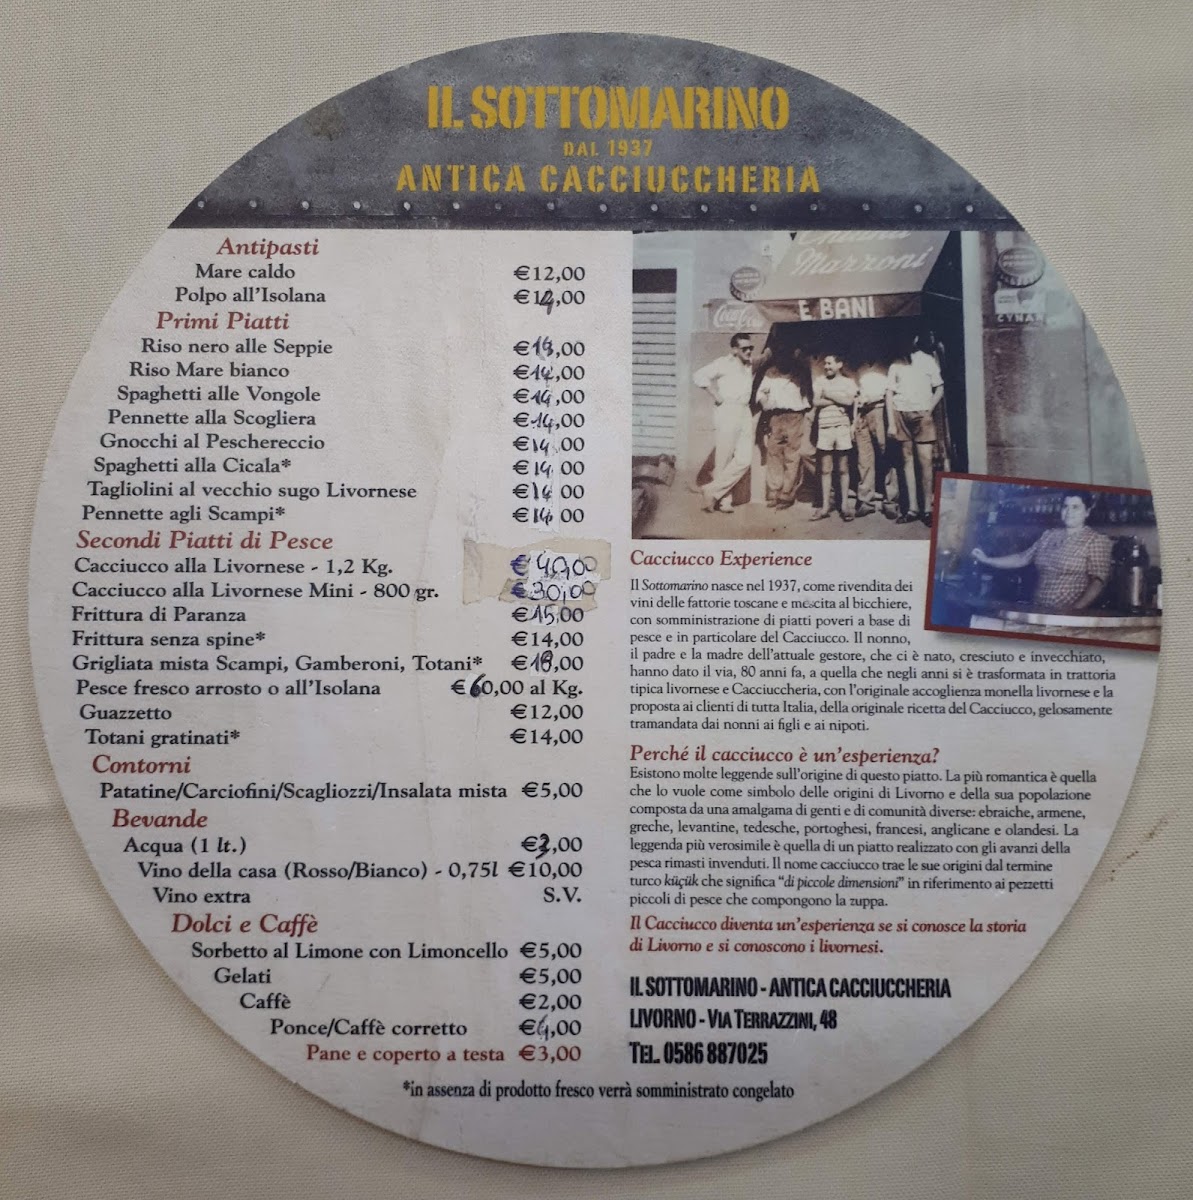 IL SOTTOMARINO
DAL 1937
ANTICA CACCIUCCHERIA
Antipasti
Mare caldo €12,00
Polpo all'Isolana €14,00
Primi Piatti
Riso nero alle Seppie €14,00
Riso Mare bianco €14,00
Spaghetti alle Vongole €14,00
Pennette alla Scogliera €14,00
Gnocchi al Peschereccio €14,00
Spaghetti alla Cicala* €14 00
Tagliolini al vecchio sugo Livornese €14 00
Pennette agli Scampi* €14 00
Secondi Piatti di Pesce
Cacciucco alla Livornese - 1,2 Kg. €40,00
Cacciucco alla Livornese Mini - 800 gr. €30,00
Frittura di Paranza €15,00
Frittura senza spine* €14,00
Grigliata mista Scampi, Gamberoni, Totani* €18,00
Pesce fresco arrosto o all'Isolana €60,00 al Kg.
Guazzetto €12,00
Totani gratinati* €14,00
Contorni
Patatine/Carciofini/Scagliozzi/Insalata mista €5,00
Bevande
Acqua (1 lt.) €3,00
Vino della casa (Rosso/Bianco) - 0,75l €10,00
Vino extra S.V.
Dolci e Caffè
Sorbetto al Limone con Limoncello €5,00
Gelati €5,00
Caffè €2,00
Ponce/Caffè corretto €4,00
Pane e coperto a testa €3,00
Mazzoni
E BANI
Coca-Cola
CYNAR
Cacciucco Experience
Il Sottomarino nasce nel 1937, come rivendita dei
vini delle fattorie toscane e mescita al bicchiere,
con somministrazione di piatti poveri a base di
pesce e in particolare del Cacciucco. Il nonno,
il padre e la madre dell'attuale gestore, che ci è nato, cresciuto e invecchiato,
hanno dato il via, 80 anni fa, a quella che negli anni si è trasformata in trattoria
tipica livornese e Cacciuccheria, con l'originale accoglienza monella livornese e la
proposta ai clienti di tutta Italia, della originale ricetta del Cacciucco, gelosamente
tramandata dai nonni ai figli e ai nipoti.
Perché il cacciucco è un'esperienza?
Esistono molte leggende sull'origine di questo piatto. La più romantica è quella
che lo vuole come simbolo delle origini di Livorno e della sua popolazione
composta da una amalgama di genti e di comunità diverse: ebraiche, armene,
greche, levantine, tedesche, portoghesi, francesi, anglicane e olandesi. La
leggenda più verosimile è quella di un piatto realizzato con gli avanzi della
pesca rimasti invenduti. Il nome cacciucco trae le sue origini dal termine
turco küçük che significa "di piccole dimensioni" in riferimento ai pezzetti
piccoli di pesce che compongono la zuppa.
Il Cacciucco diventa un'esperienza se si conosce la storia
di Livorno e si conoscono i livornesi.
IL SOTTOMARINO - ANTICA CACCIUCCHERIA
LIVORNO - VIA TERRAZZINI, 48
TEL. 0586 887025
*in assenza di prodotto fresco verrà somministrato congelato